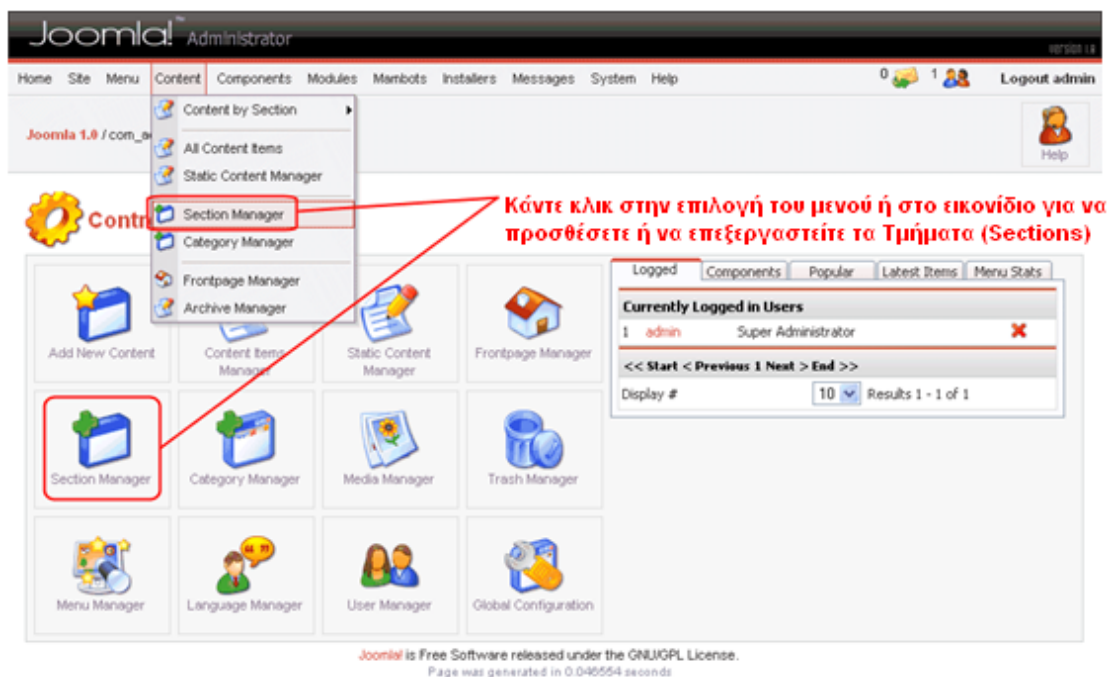 Joomla!™ Administrator
version 1.0
Home Site Menu Content Components Modules Mambots Installers Messages System Help 0 1 Logout admin
Content by Section
All Content Items
Static Content Manager
Section Manager
Category Manager
Frontpage Manager
Archive Manager
Joomla 1.0 / com_a
Help
Contr
Κάντε κλικ στην επιλογή του μενού ή στο εικονίδιο για να
προσθέσετε ή να επεξεργαστείτε τα Τμήματα (Sections)
Logged Components Popular Latest Items Menu Stats
Currently Logged in Users
1 admin Super Administrator
<< Start < Previous 1 Next > End >>
Display # 10 Results 1 - 1 of 1
Add New Content
Content Items
Manager
Static Content
Manager
Frontpage Manager
Section Manager
Category Manager
Media Manager
Trash Manager
Menu Manager
Language Manager
User Manager
Global Configuration
Joomla! is Free Software released under the GNU/GPL License.
Page was generated in 0.046554 seconds